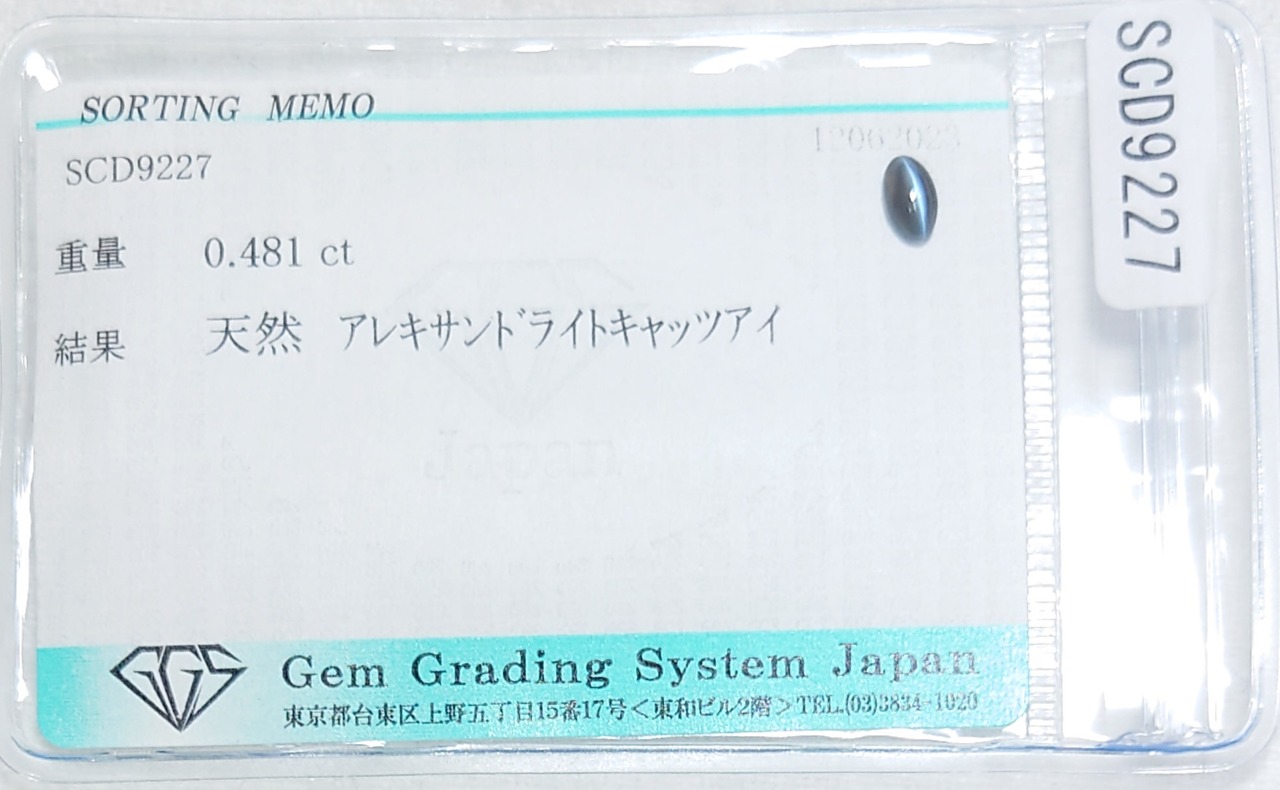 SORTING MEMO
12062023
SCD9227
重量 0.481 ct
結果 天然 アレキサンドライトキャッツアイ
GGS
Gem Grading System Japan
東京都台東区上野五丁目15番17号<東和ビル2階>TEL.(03)3834-1020
SCD9227